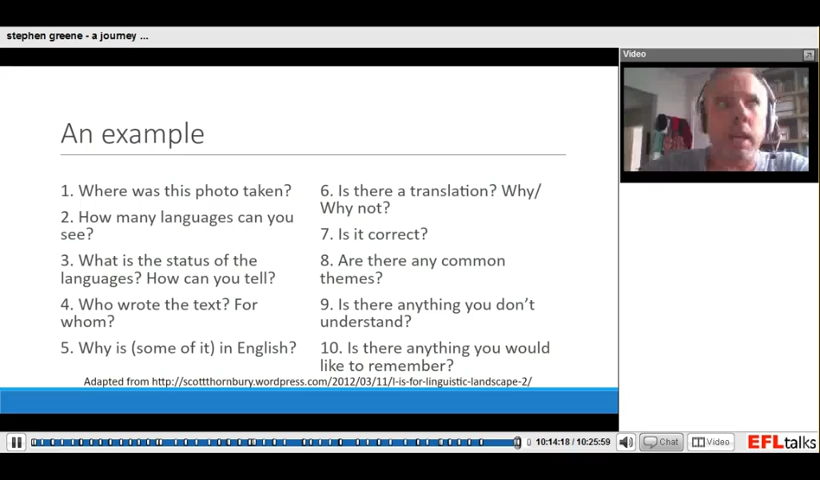 stephen greene - a journey ...
Video
An example
1. Where was this photo taken?
2. How many languages can you
see?
3. What is the status of the
languages? How can you tell?
4. Who wrote the text? For
whom?
5. Why is (some of it) in English?
6. Is there a translation? Why/
Why not?
7. Is it correct?
8. Are there any common
themes?
9. Is there anything you don't
understand?
10. Is there anything you would
like to remember?
Adapted from http://scottthornbury.wordpress.com/2012/03/11/l-is-for-linguistic-landscape-2/
10:14:18 / 10:25:59
Chat
Video
EFLtalks